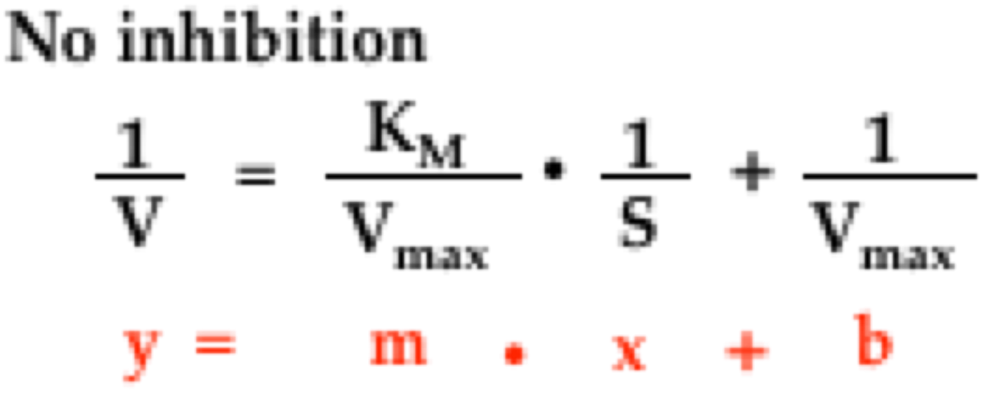 No inhibition
1/V = K_M/V_max • 1/S + 1/V_max
y = m • x + b